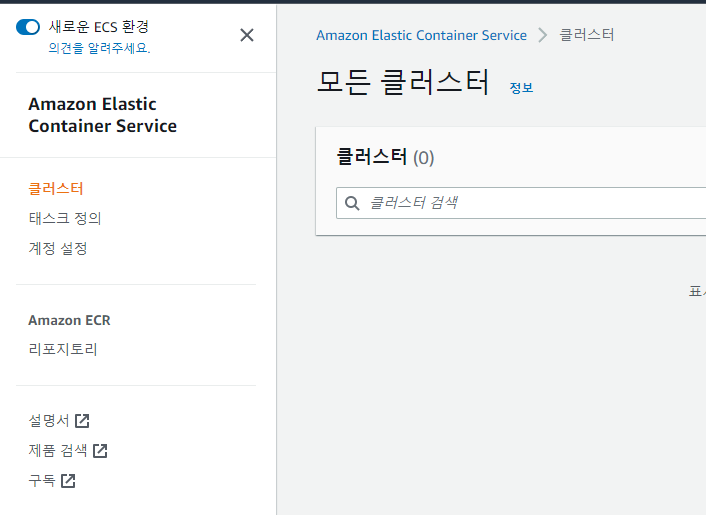 새로운 ECS 환경
의견을 알려주세요.
Amazon Elastic
Container Service
클러스터
태스크 정의
계정 설정
Amazon ECR
리포지토리
설명서
제품 검색
구독
Amazon Elastic Container Service > 클러스터
모든 클러스터 정보
클러스터 (0)
클러스터 검색